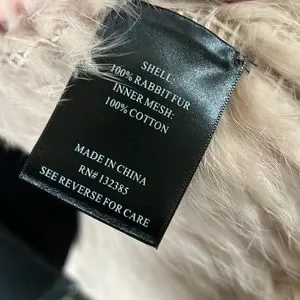 SHELL:
100% RABBIT FUR
INNER MESH:
100% COTTON
MADE IN CHINA
RN# 132385
SEE REVERSE FOR CARE